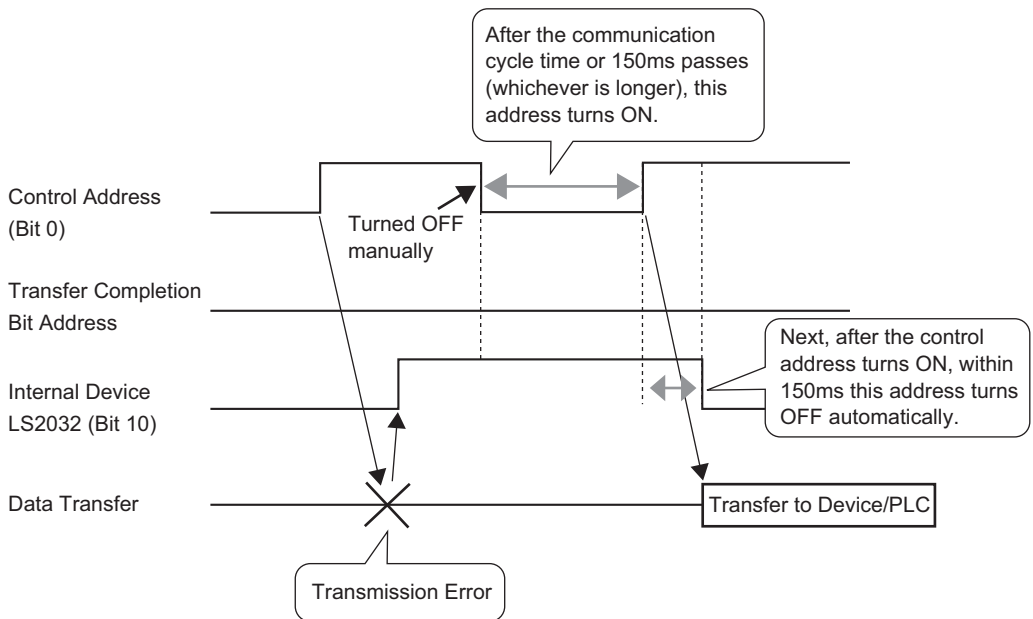 After the communication
cycle time or 150ms passes
(whichever is longer), this
address turns ON.
Control Address
(Bit 0)
Turned OFF
manually
Transfer Completion
Bit Address
Next, after the control
address turns ON, within
150ms this address turns
OFF automatically.
Internal Device
LS2032 (Bit 10)
Data Transfer
Transfer to Device/PLC
Transmission Error